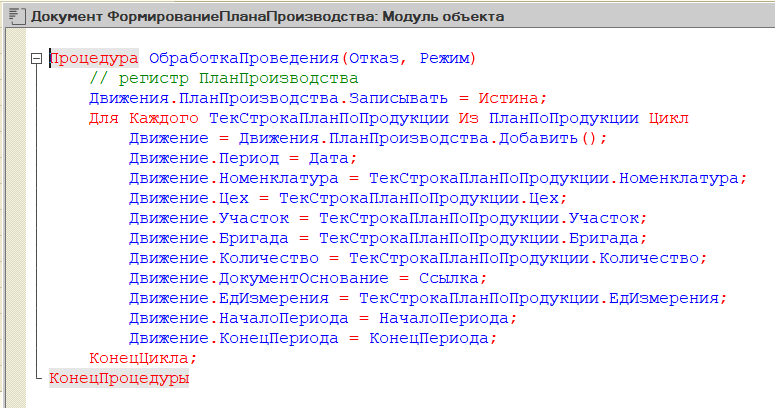 Документ ФормированиеПланаПроизводства: Модуль объекта
Процедура ОбработкаПроведения(Отказ, Режим)
// регистр ПланПроизводства
Движения.ПланПроизводства.Записывать = Истина;
Для Каждого ТекСтрокаПланПоПродукции Из ПланПоПродукции Цикл
Движение = Движения.ПланПроизводства.Добавить();
Движение.Период = Дата;
Движение.Номенклатура = ТекСтрокаПланПоПродукции.Номенклатура;
Движение.Цех = ТекСтрокаПланПоПродукции.Цех;
Движение.Участок = ТекСтрокаПланПоПродукции.Участок;
Движение.Бригада = ТекСтрокаПланПоПродукции.Бригада;
Движение.Количество = ТекСтрокаПланПоПродукции.Количество;
Движение.ДокументОснование = Ссылка;
Движение.ЕдИзмерения = ТекСтрокаПланПоПродукции.ЕдИзмерения;
Движение.НачалоПериода = НачалоПериода;
Движение.КонецПериода = КонецПериода;
КонецЦикла;
КонецПроцедуры